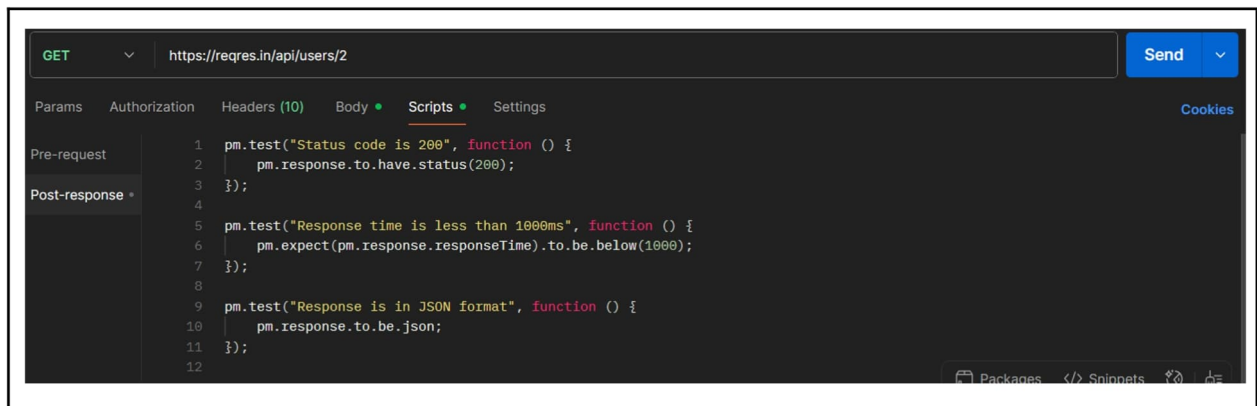 GET https://reqres.in/api/users/2 Send
Params Authorization Headers (10) Body Scripts Settings Cookies
Pre-request
Post-response
1 pm.test("Status code is 200", function () {
2 pm.response.to.have.status(200);
3 });
4
5 pm.test("Response time is less than 1000ms", function () {
6 pm.expect(pm.response.responseTime).to.be.below(1000);
7 });
8
9 pm.test("Response is in JSON format", function () {
10 pm.response.to.be.json;
11 });
12
Packages </> Snippets